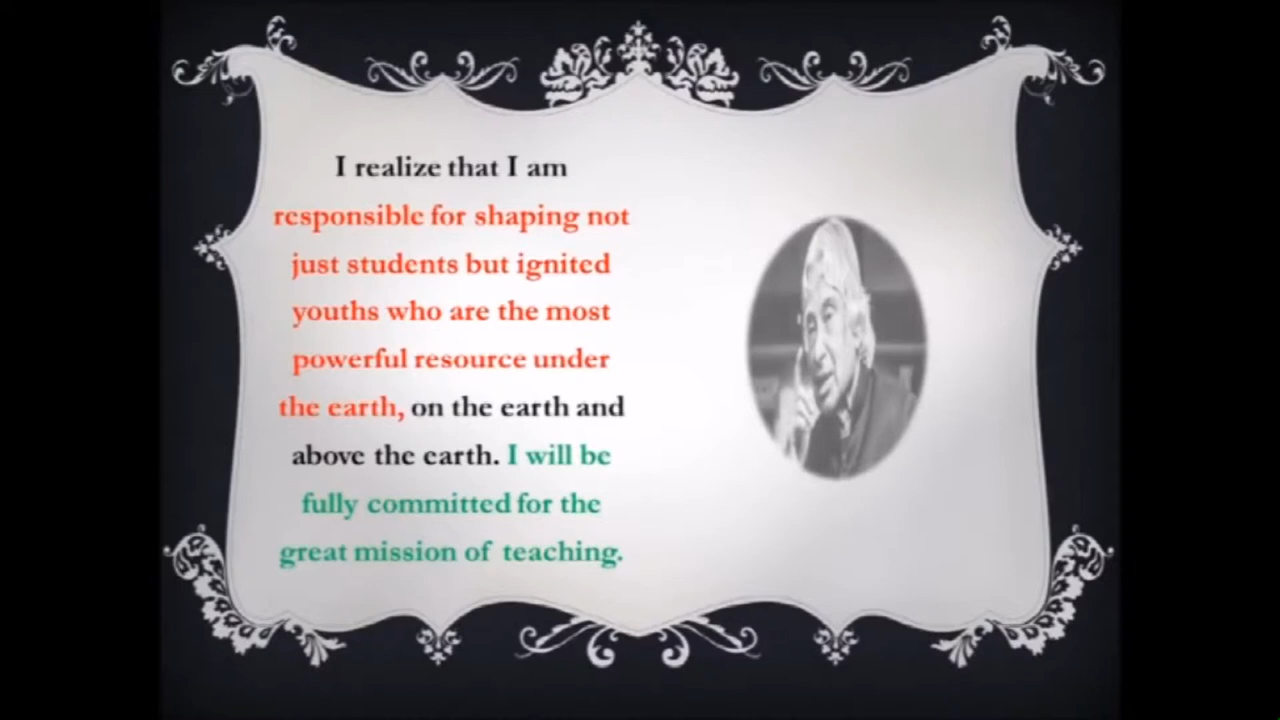 I realize that I am
responsible for shaping not
just students but ignited
youths who are the most
powerful resource under
the earth, on the earth and
above the earth. I will be
fully committed for the
great mission of teaching.